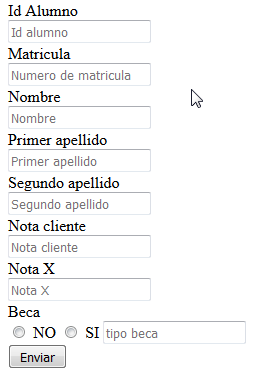 Id Alumno
Id alumno
Matricula
Numero de matricula
Nombre
Nombre
Primer apellido
Primer apellido
Segundo apellido
Segundo apellido
Nota cliente
Nota cliente
Nota X
Nota X
Beca
NO SI tipo beca
Enviar